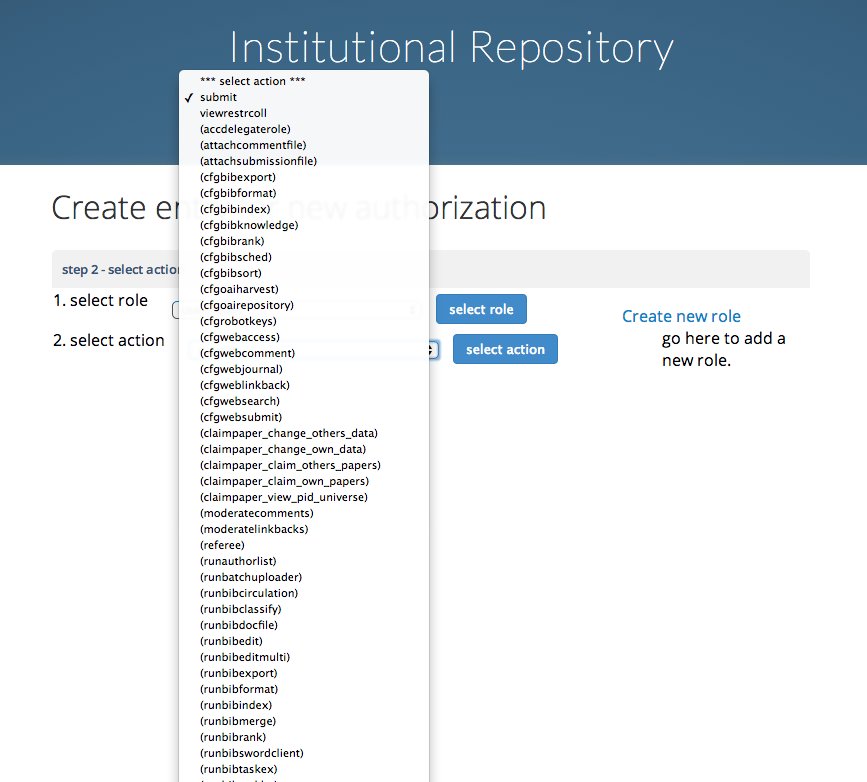 Institutional Repository
*** select action ***
✓ submit
viewrestrcoll
(accdelegaterole)
(attachcommentfile)
(attachsubmissionfile)
(cfgbibexport)
(cfgbibformat)
(cfgbibindex)
(cfgbibknowledge)
(cfgbibrank)
(cfgbibsched)
(cfgbibsort)
(cfgoaiharvest)
(cfgoairepository)
(cfgrobotkeys)
(cfgwebaccess)
(cfgwebcomment)
(cfgwebjournal)
(cfgweblinkback)
(cfgwebsearch)
(cfgwebsubmit)
(claimpaper_change_others_data)
(claimpaper_change_own_data)
(claimpaper_claim_others_papers)
(claimpaper_claim_own_papers)
(claimpaper_view_pid_universe)
(moderatecomments)
(moderatelinkbacks)
(referee)
(runauthorlist)
(runbatchuploader)
(runbibcirculation)
(runbibclassify)
(runbibdocfile)
(runbibedit)
(runbibeditmulti)
(runbibexport)
(runbibformat)
(runbibindex)
(runbibmerge)
(runbibrank)
(runbibswordclient)
(runbibtaskex)
Create en new authorization
step 2 - select action
1. select role
select role
2. select action
select action
Create new role
go here to add a
new role.